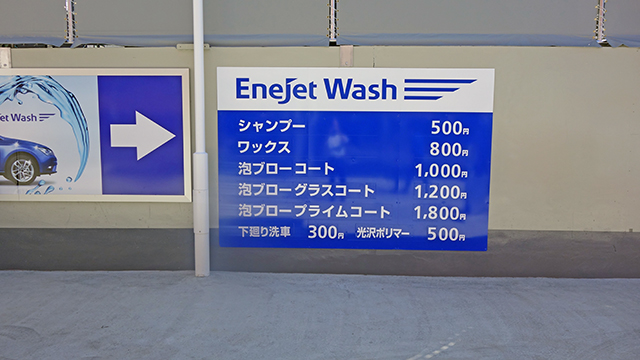 Jet Wash
EneJet Wash
シャンプー 500円
ワックス 800円
泡ブローコート 1,000円
泡ブローグラスコート 1,200円
泡ブロープライムコート 1,800円
下廻り洗車 300円 光沢ポリマー 500円